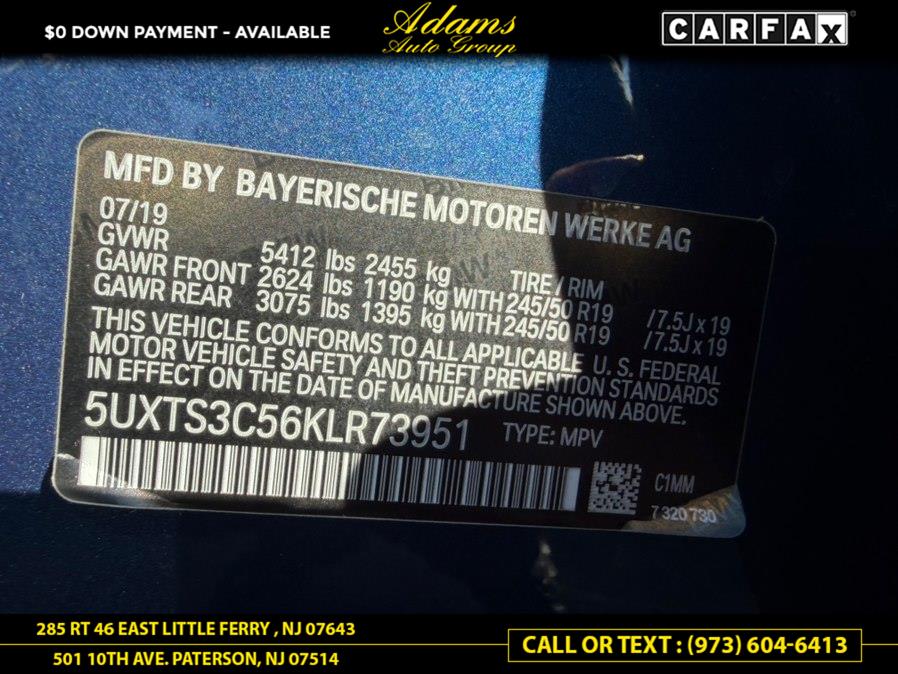 $0 DOWN PAYMENT - AVAILABLE
Adams
Auto Group
CARFAX
MFD BY BAYERISCHE MOTOREN WERKE AG
07/19
GVWR 5412 lbs 2455 kg TIRE / RIM
GAWR FRONT 2624 lbs 1190 kg WITH 245/50 R19 / 7.5J x 19
GAWR REAR 3075 lbs 1395 kg WITH 245/50 R19 / 7.5J x 19
THIS VEHICLE CONFORMS TO ALL APPLICABLE U. S. FEDERAL
MOTOR VEHICLE SAFETY AND THEFT PREVENTION STANDARDS
IN EFFECT ON THE DATE OF MANUFACTURE SHOWN ABOVE.
5UXTS3C56KLR73951 TYPE: MPV
C1MM
7 320 730
285 RT 46 EAST LITTLE FERRY , NJ 07643
501 10TH AVE. PATERSON, NJ 07514
CALL OR TEXT : (973) 604-6413